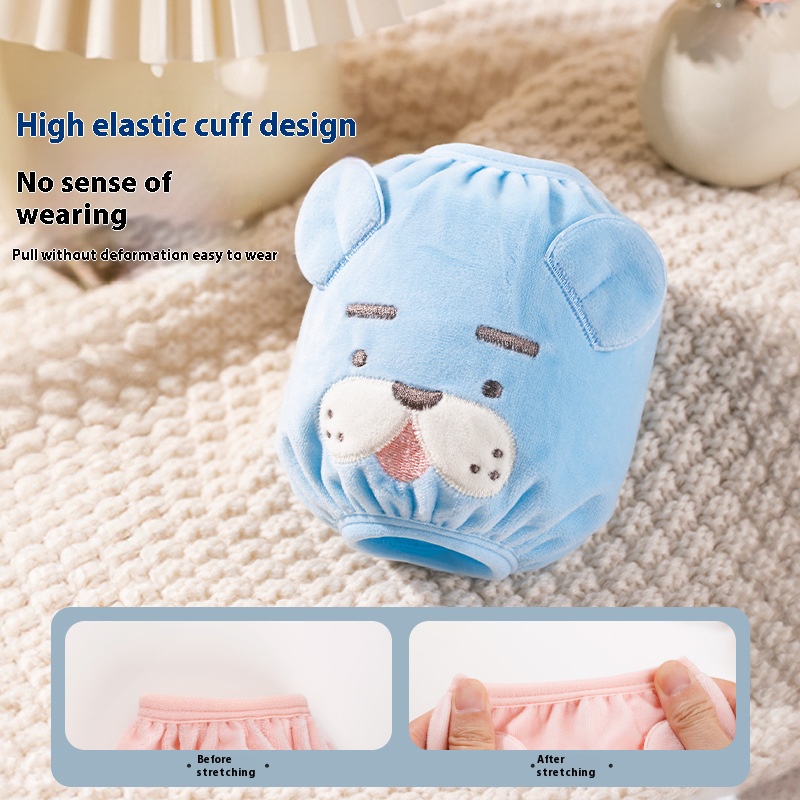 High elastic cuff design
No sense of
wearing
Pull without deformation easy to wear
• Before •
stretching
• After •
stretching